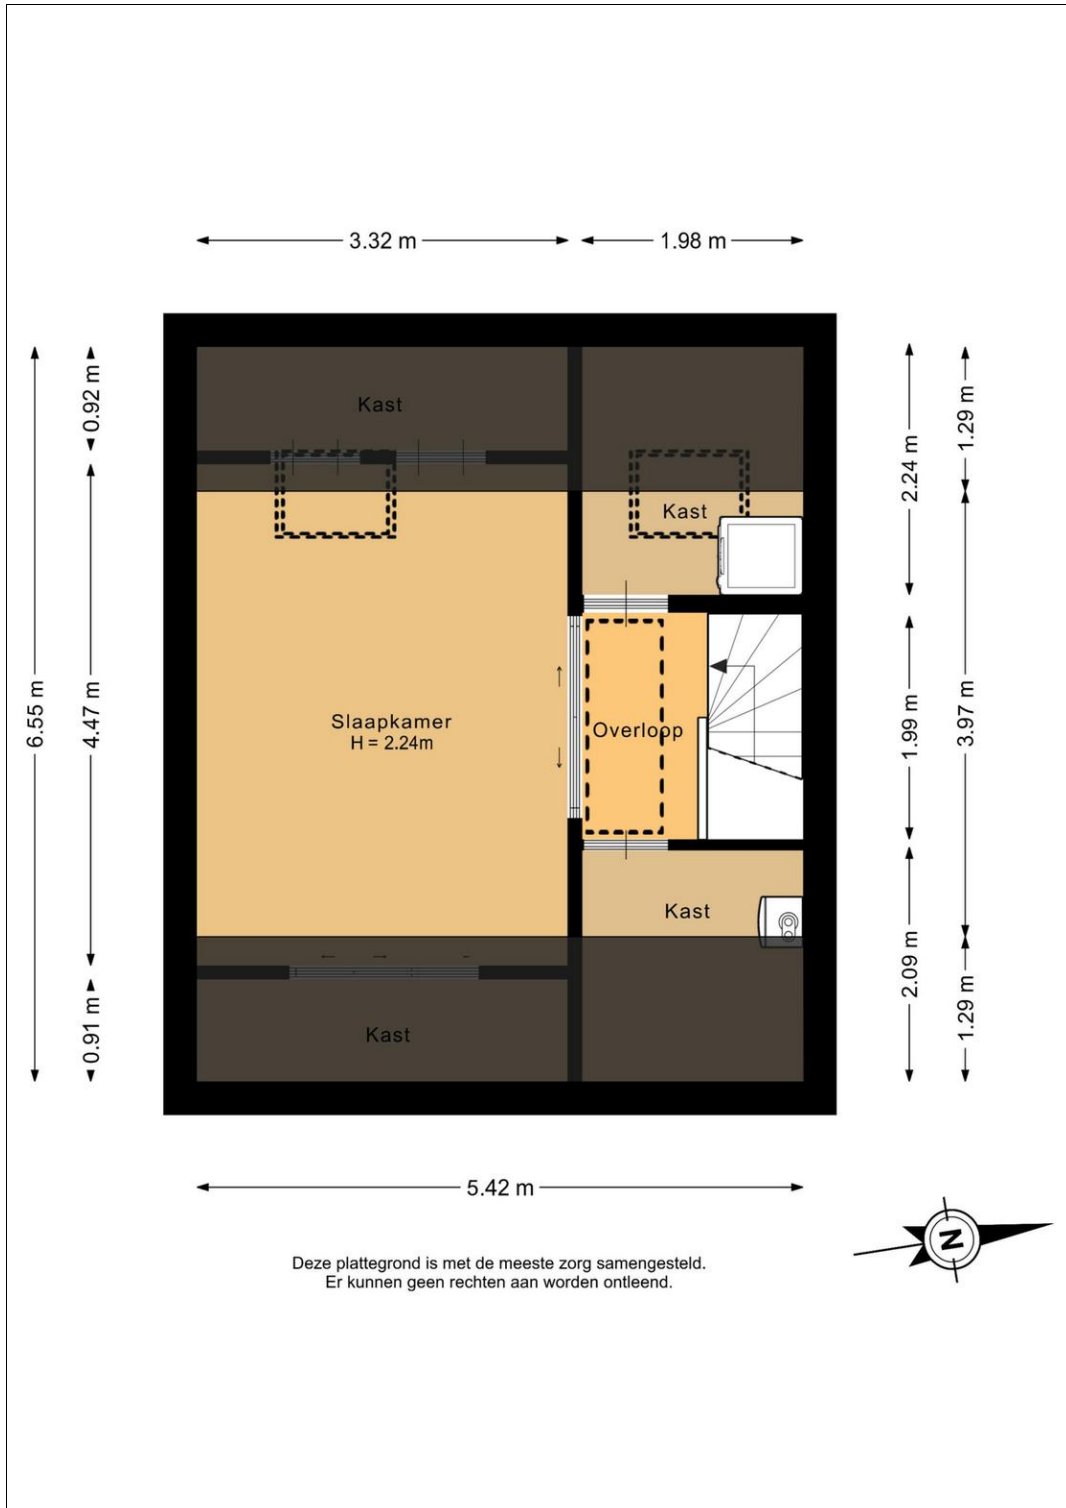 3.32 m
1.98 m
Kast
0.92 m
1.29 m
2.24 m
Kast
6.55 m
4.47 m
Slaapkamer
H = 2.24m
Overloop
1.99 m
3.97 m
Kast
2.09 m
0.91 m
Kast
1.29 m
5.42 m
N
Deze plattegrond is met de meeste zorg samengesteld.
Er kunnen geen rechten aan worden ontleend.